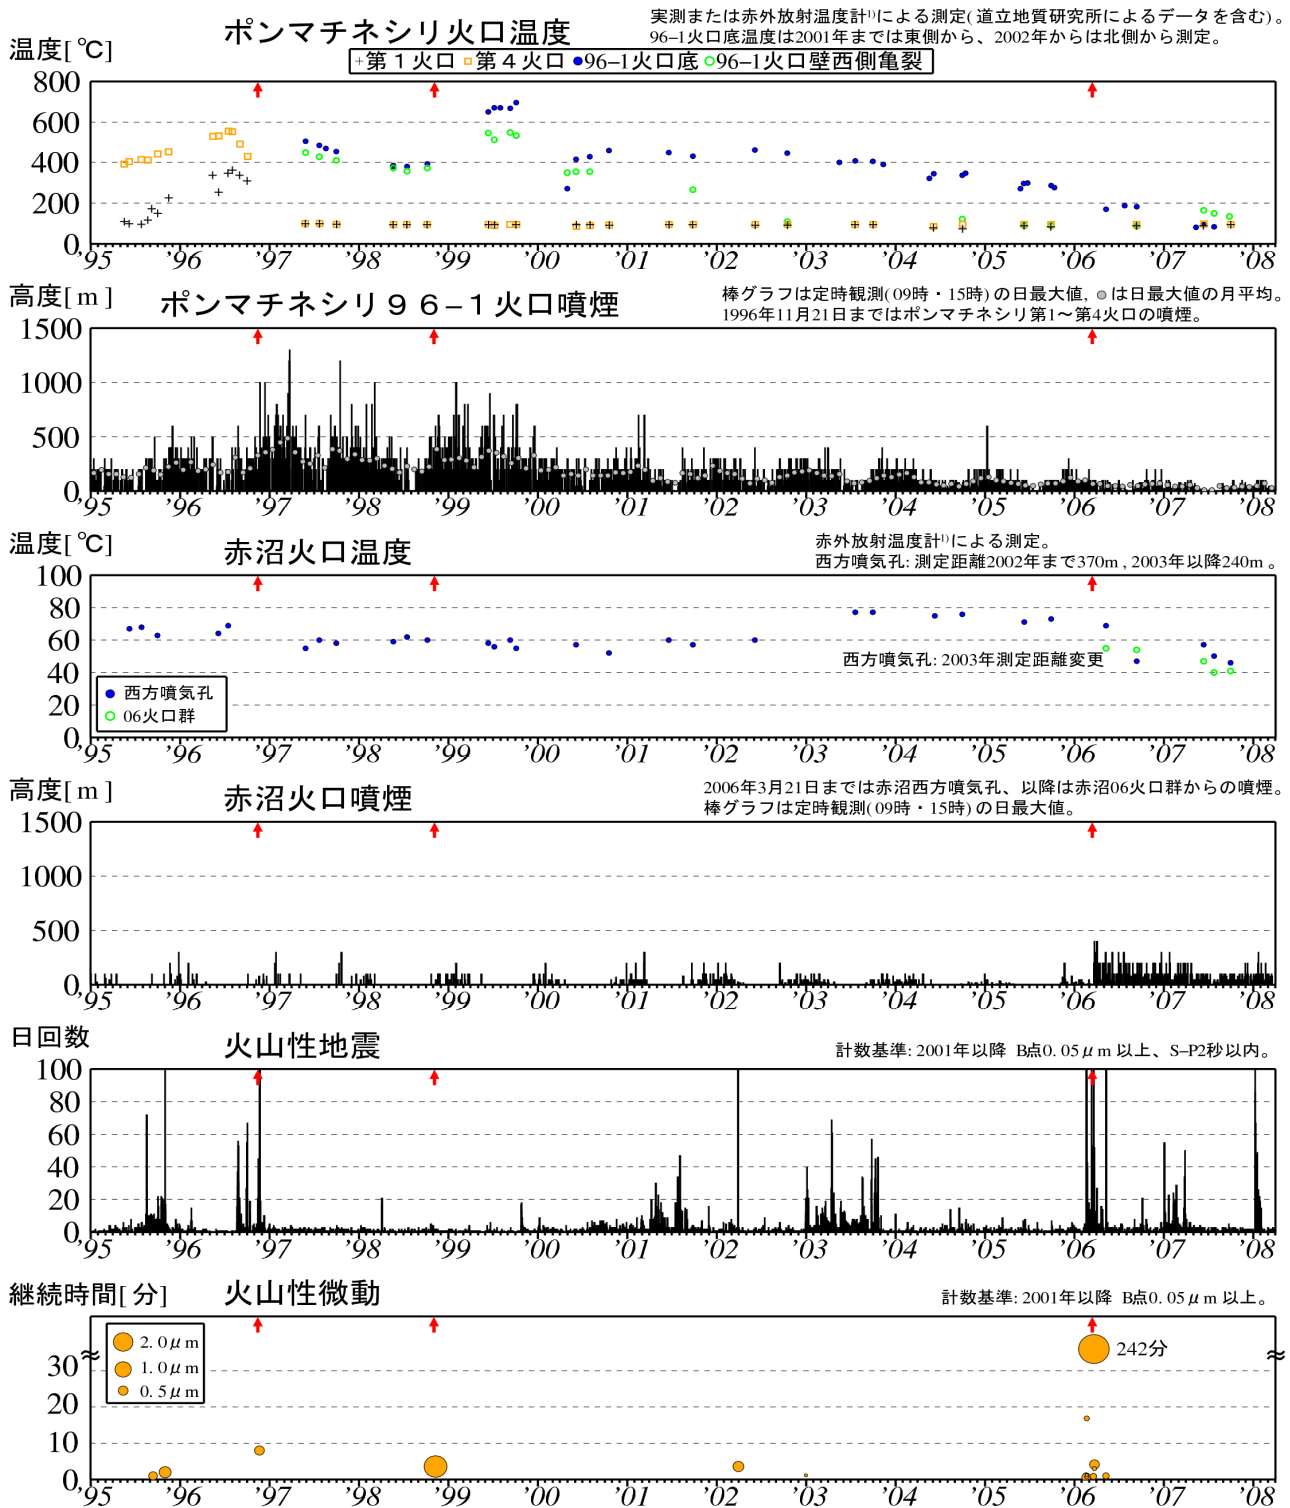 ポンマチネシリ火口温度
実測または赤外放射温度計1)による測定(道立地質研究所によるデータを含む)。
96–1火口底温度は2001年までは東側から、2002年からは北側から測定。
温度[℃]
+第1火口 第4火口 96–1火口底 96–1火口壁西側亀裂
800
600
400
200
0
'95 '96 '97 '98 '99 '00 '01 '02 '03 '04 '05 '06 '07 '08
高度[m]
ポンマチネシリ96–1火口噴煙
棒グラフは定時観測(09時・15時)の日最大値, は日最大値の月平均。
1996年11月21日まではポンマチネシリ第1〜第4火口の噴煙。
1500
1000
500
0
'95 '96 '97 '98 '99 '00 '01 '02 '03 '04 '05 '06 '07 '08
温度[℃]
赤沼火口温度
赤外放射温度計1)による測定。
西方噴気孔: 測定距離2002年まで370m, 2003年以降240m。
100
80
60
40
20
0
西方噴気孔: 2003年測定距離変更
西方噴気孔
06火口群
'95 '96 '97 '98 '99 '00 '01 '02 '03 '04 '05 '06 '07 '08
高度[m]
赤沼火口噴煙
2006年3月21日までは赤沼西方噴気孔、以降は赤沼06火口群からの噴煙。
棒グラフは定時観測(09時・15時)の日最大値。
1500
1000
500
0
'95 '96 '97 '98 '99 '00 '01 '02 '03 '04 '05 '06 '07 '08
日回数
火山性地震
計数基準: 2001年以降 B点0.05μm以上、S–P2秒以内。
100
80
60
40
20
0
'95 '96 '97 '98 '99 '00 '01 '02 '03 '04 '05 '06 '07 '08
継続時間[分]
火山性微動
計数基準: 2001年以降 B点0.05μm以上。
2.0μm
1.0μm
0.5μm
242分
30
20
10
0
'95 '96 '97 '98 '99 '00 '01 '02 '03 '04 '05 '06 '07 '08